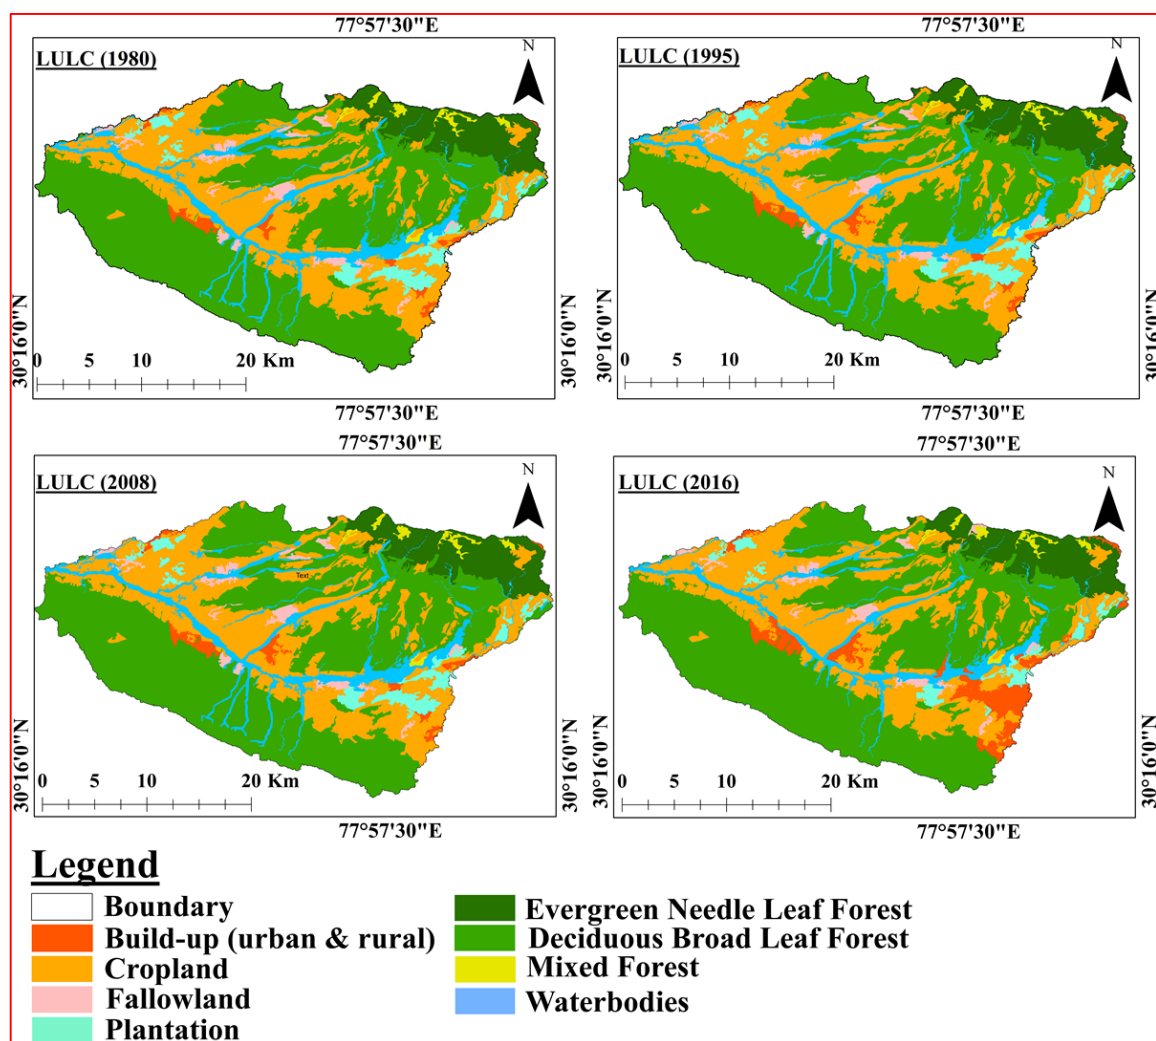 77°57'30"E
77°57'30"E
LULC (1980)
N
LULC (1995)
N
0 5 10 20 Km
30°16'0"N
30°16'0"N
0 5 10 20 Km
30°16'0"N
77°57'30"E
77°57'30"E
77°57'30"E
77°57'30"E
LULC (2008)
N
LULC (2016)
N
Text
0 5 10 20 Km
30°16'0"N
30°16'0"N
0 5 10 20 Km
30°16'0"N
77°57'30"E
77°57'30"E
Legend
Boundary
Build-up (urban & rural)
Cropland
Fallowland
Plantation
Evergreen Needle Leaf Forest
Deciduous Broad Leaf Forest
Mixed Forest
Waterbodies